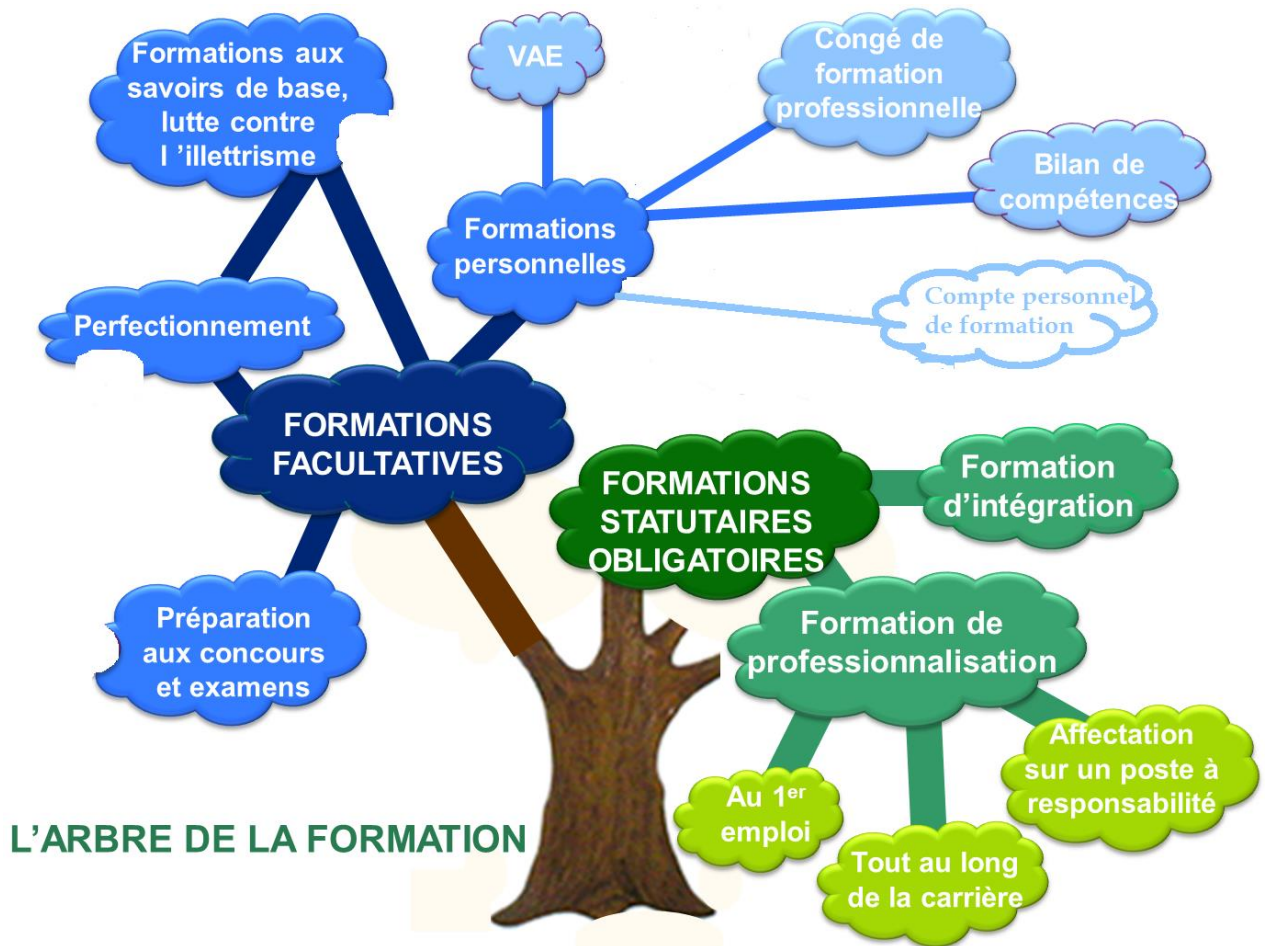 Formations aux
savoirs de base,
lutte contre
l ’illettrisme
VAE
Congé de
formation
professionnelle
Bilan de
compétences
Formations
personnelles
Compte personnel
de formation
Perfectionnement
FORMATIONS
FACULTATIVES
FORMATIONS
STATUTAIRES
OBLIGATOIRES
Formation
d’intégration
Préparation
aux concours
et examens
Formation de
professionnalisation
Affectation
sur un poste à
responsabilité
Au 1er
emploi
Tout au long
de la carrière
L’ARBRE DE LA FORMATION